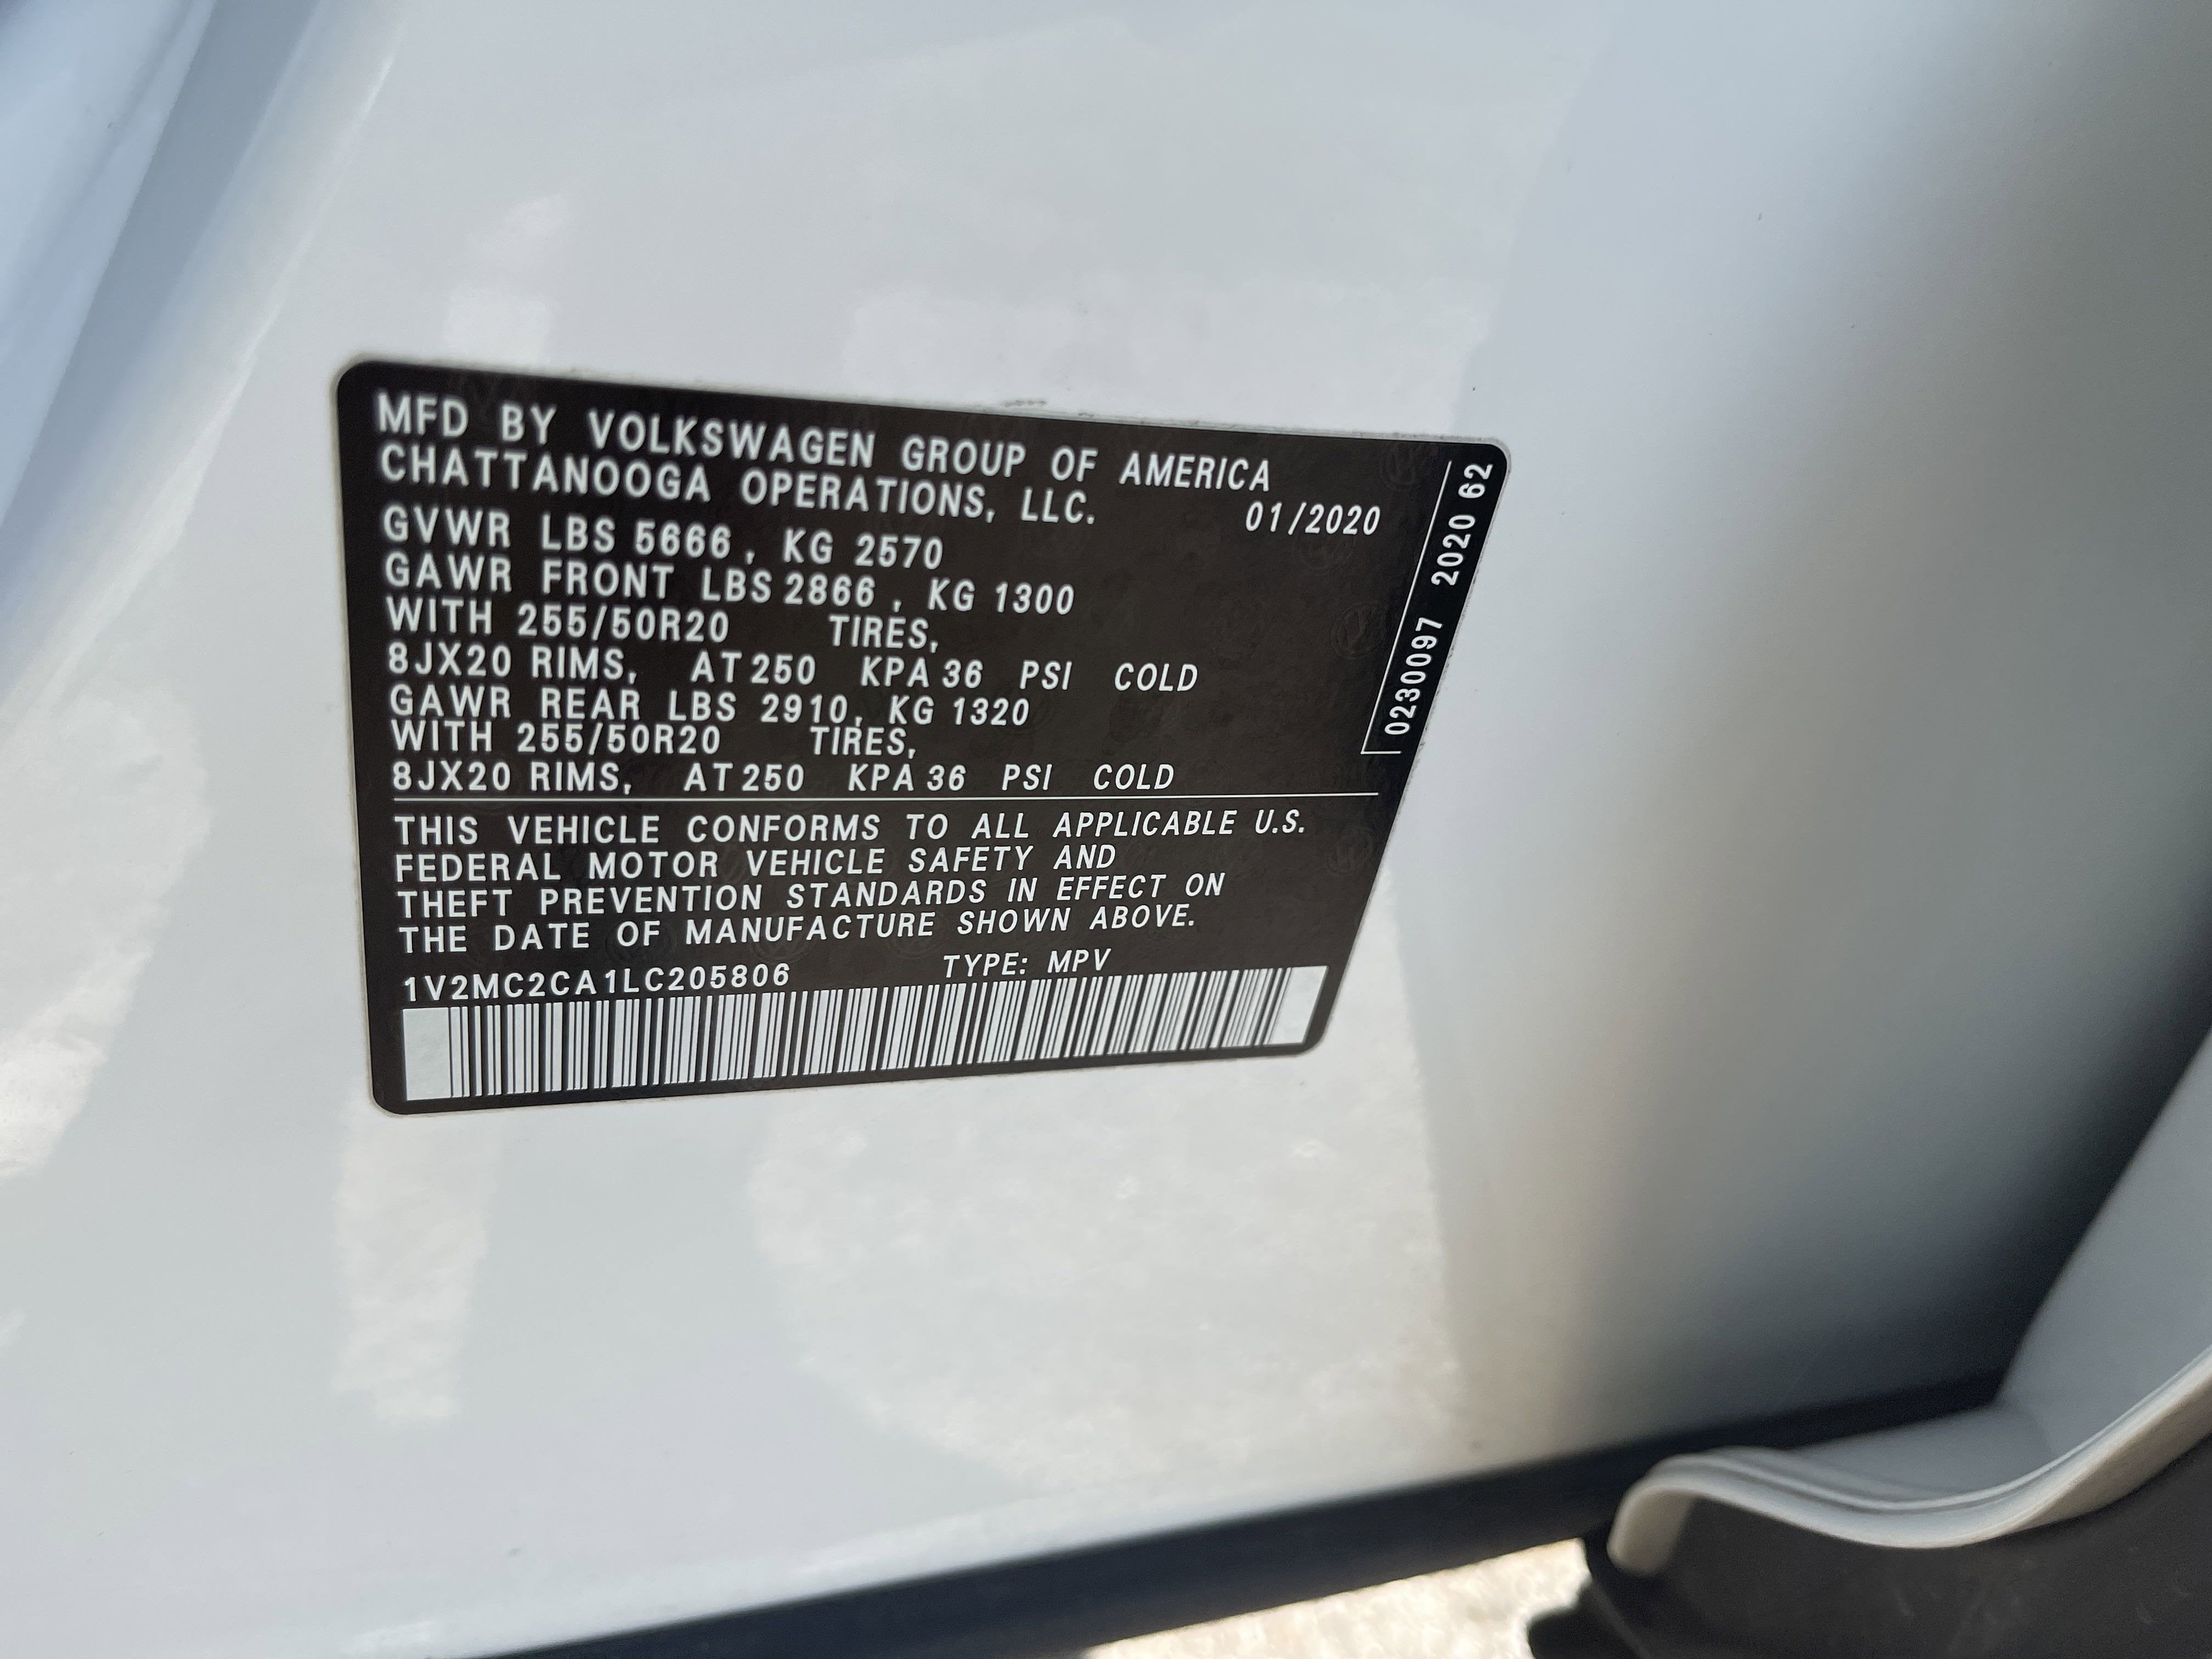 MFD BY VOLKSWAGEN GROUP OF AMERICA
CHATTANOOGA OPERATIONS, LLC. 01/2020
GVWR LBS 5666, KG 2570
GAWR FRONT LBS 2866, KG 1300
WITH 255/50R20 TIRES,
8JX20 RIMS, AT 250 KPA 36 PSI COLD
GAWR REAR LBS 2910, KG 1320
WITH 255/50R20 TIRES,
8JX20 RIMS, AT 250 KPA 36 PSI COLD
THIS VEHICLE CONFORMS TO ALL APPLICABLE U.S.
FEDERAL MOTOR VEHICLE SAFETY AND
THEFT PREVENTION STANDARDS IN EFFECT ON
THE DATE OF MANUFACTURE SHOWN ABOVE.
1V2MC2CA1LC205806 TYPE: MPV
0230097 2020 62